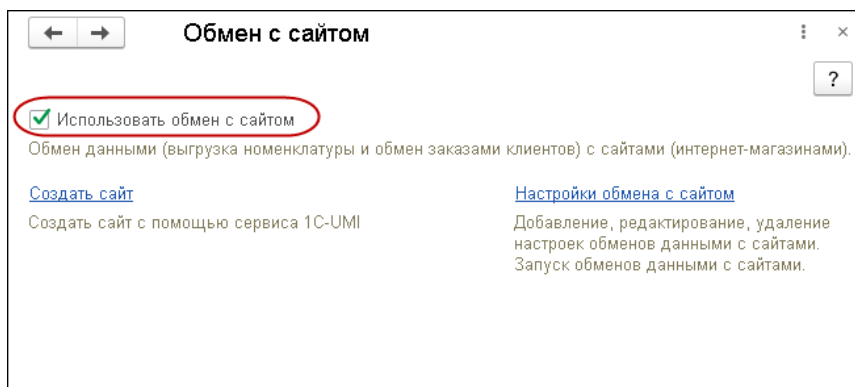 Обмен с сайтом
?
Использовать обмен с сайтом
Обмен данными (выгрузка номенклатуры и обмен заказами клиентов) с сайтами (интернет-магазинами).
Создать сайт
Создать сайт с помощью сервиса 1C-UMI
Настройки обмена с сайтом
Добавление, редактирование, удаление
настроек обменов данными с сайтами.
Запуск обменов данными с сайтами.